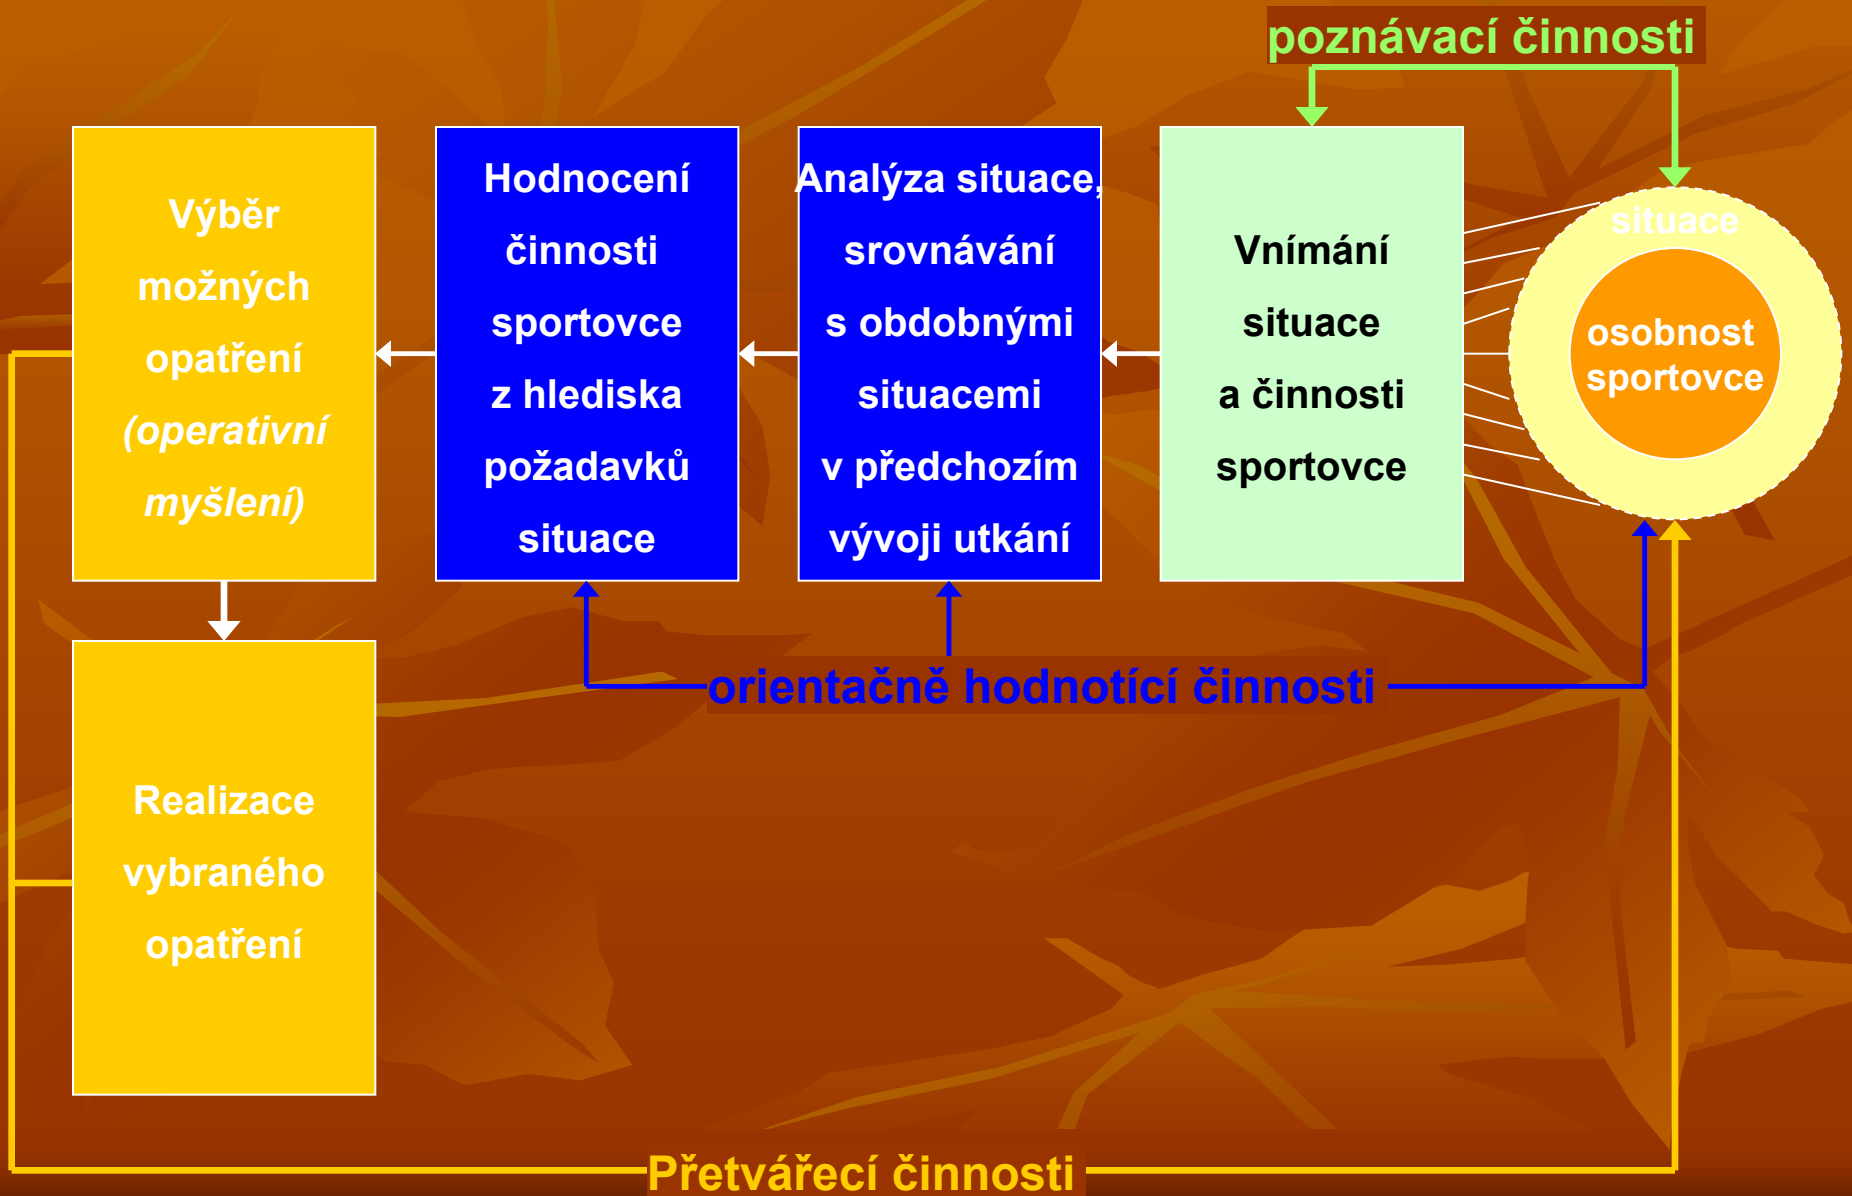 poznávací činnosti
Výběr
možných
opatření
(operativní
myšlení)
Hodnocení
činnosti
sportovce
z hlediska
požadavků
situace
Analýza situace,
srovnávání
s obdobnými
situacemi
v předchozím
vývoji utkání
Vnímání
situace
a činnosti
sportovce
situace
osobnost
sportovce
orientačně hodnotící činnosti
Realizace
vybraného
opatření
Přetvářecí činnosti